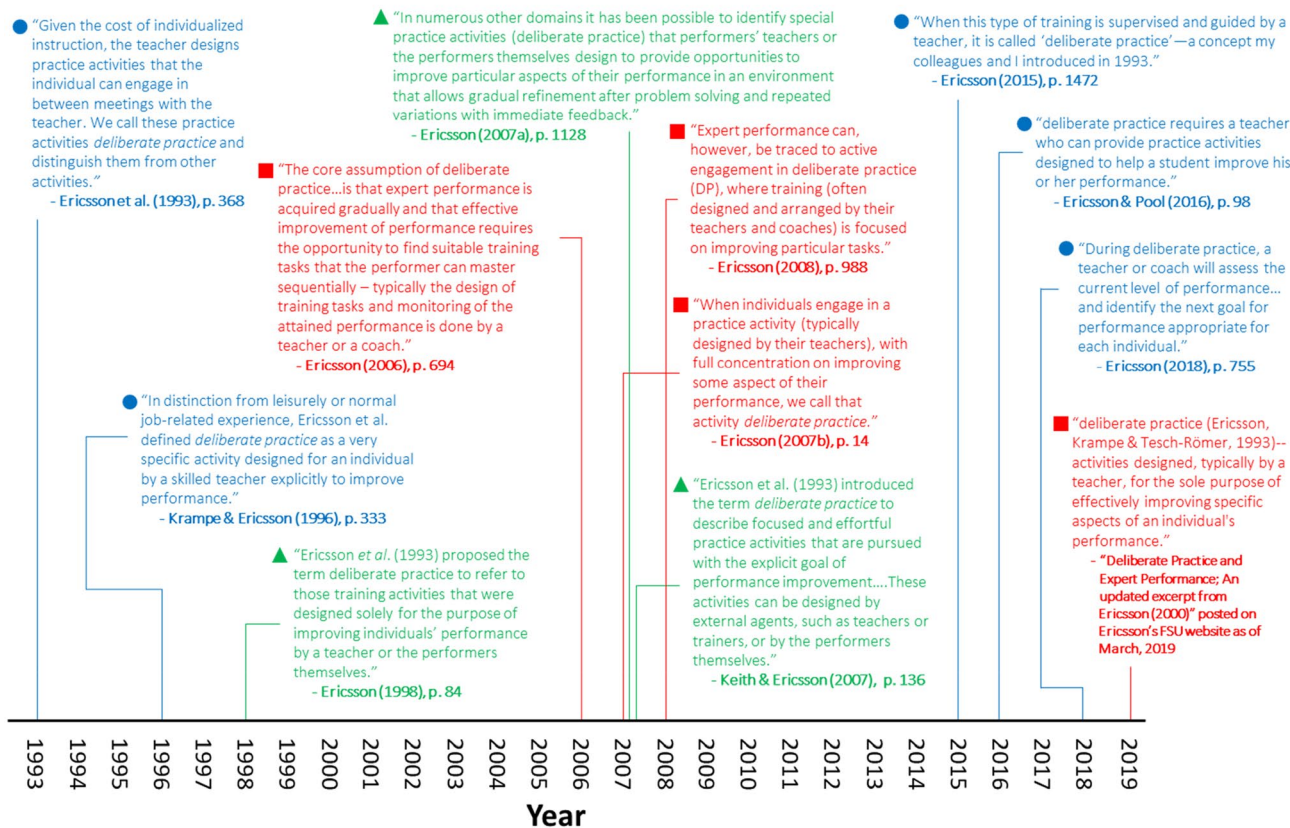 “Given the cost of individualized
instruction, the teacher designs
practice activities that the
individual can engage in
between meetings with the
teacher. We call these practice
activities deliberate practice and
distinguish them from other
activities.”
- Ericsson et al. (1993), p. 368
“In numerous other domains it has been possible to identify special
practice activities (deliberate practice) that performers’ teachers or
the performers themselves design to provide opportunities to
improve particular aspects of their performance in an environment
that allows gradual refinement after problem solving and repeated
variations with immediate feedback.”
- Ericsson (2007a), p. 1128
“When this type of training is supervised and guided by a
teacher, it is called ‘deliberate practice’—a concept my
colleagues and I introduced in 1993.”
- Ericsson (2015), p. 1472
“The core assumption of deliberate
practice...is that expert performance is
acquired gradually and that effective
improvement of performance requires
the opportunity to find suitable training
tasks that the performer can master
sequentially – typically the design of
training tasks and monitoring of the
attained performance is done by a
teacher or a coach.”
- Ericsson (2006), p. 694
“Expert performance can,
however, be traced to active
engagement in deliberate practice
(DP), where training (often
designed and arranged by their
teachers and coaches) is focused
on improving particular tasks.”
- Ericsson (2008), p. 988
“deliberate practice requires a teacher
who can provide practice activities
designed to help a student improve his
or her performance.”
- Ericsson & Pool (2016), p. 98
“During deliberate practice, a
teacher or coach will assess the
current level of performance...
and identify the next goal for
performance appropriate for
each individual.”
- Ericsson (2018), p. 755
“When individuals engage in a
practice activity (typically
designed by their teachers), with
full concentration on improving
some aspect of their
performance, we call that
activity deliberate practice.”
- Ericsson (2007b), p. 14
“In distinction from leisurely or normal
job-related experience, Ericsson et al.
defined deliberate practice as a very
specific activity designed for an individual
by a skilled teacher explicitly to improve
performance.”
- Krampe & Ericsson (1996), p. 333
“deliberate practice (Ericsson,
Krampe & Tesch-Römer, 1993)--
activities designed, typically by a
teacher, for the sole purpose of
effectively improving specific
aspects of an individual's
performance.”
- “Deliberate Practice and
Expert Performance; An
updated excerpt from
Ericsson (2000)” posted on
Ericsson’s FSU website as of
March, 2019
“Ericsson et al. (1993) introduced
the term deliberate practice to
describe focused and effortful
practice activities that are pursued
with the explicit goal of
performance improvement....These
activities can be designed by
external agents, such as teachers or
trainers, or by the performers
themselves.”
- Keith & Ericsson (2007), p. 136
“Ericsson et al. (1993) proposed the
term deliberate practice to refer to
those training activities that were
designed solely for the purpose of
improving individuals’ performance
by a teacher or the performers
themselves.”
- Ericsson (1998), p. 84
1993
1994
1995
1996
1997
1998
1999
2000
2001
2002
2003
2004
2005
2006
2007
2008
2009
2010
2011
2012
2013
2014
2015
2016
2017
2018
2019
Year